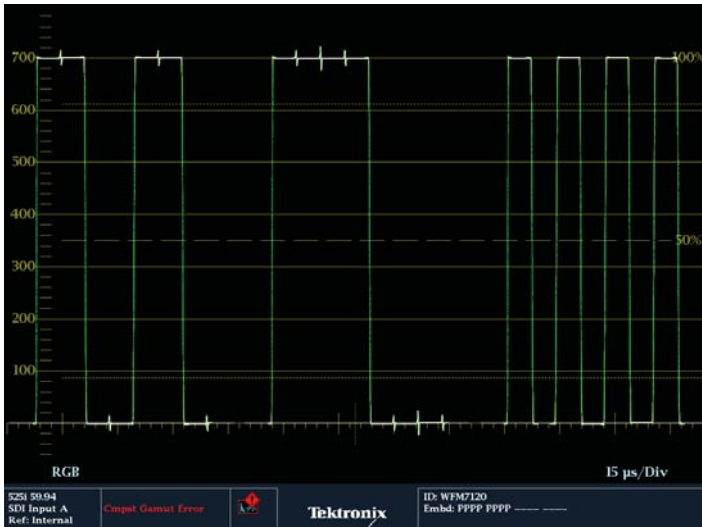 700
100%
600
500
400
50%
300
200
100
RGB
15 µs/Div
525i 59.94
SDI Input A
Ref: Internal
Cmpst Gamut Error
Tektronix
ID: WFM7120
Embd: PPPP PPPP ---- ----